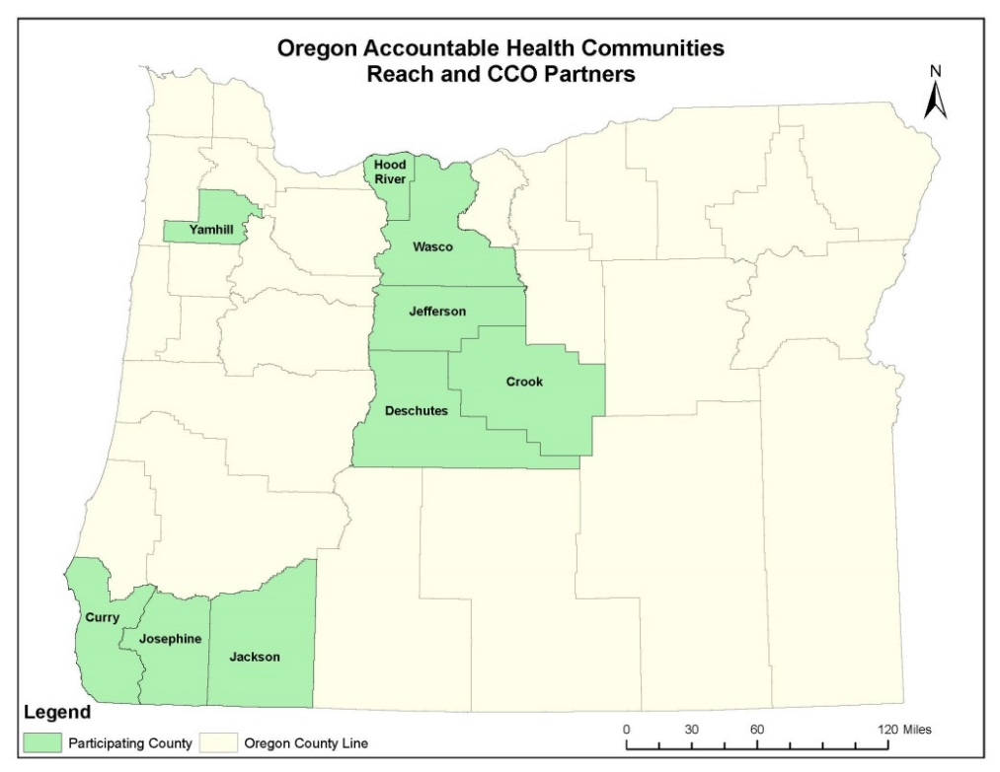 Oregon Accountable Health Communities
Reach and CCO Partners
N
Hood
River
Yamhill
Wasco
Jefferson
Crook
Deschutes
Curry
Josephine
Jackson
Legend
Participating County
Oregon County Line
0 30 60 120 Miles